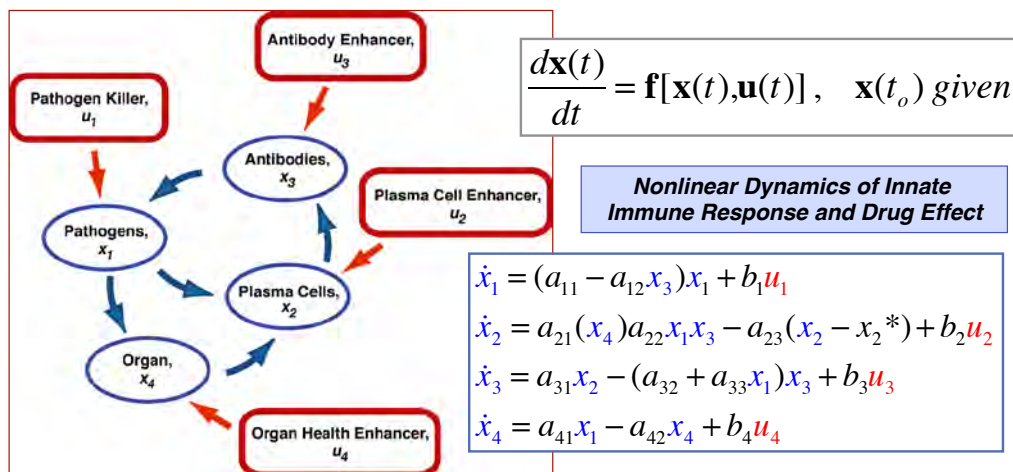 Antibody Enhancer,
u₃
Pathogen Killer,
u₁
Antibodies,
x₃
Plasma Cell Enhancer,
u₂
Pathogens,
x₁
Plasma Cells,
x₂
Organ,
x₄
Organ Health Enhancer,
u₄
dx(t)/dt = f[x(t),u(t)] , x(tₒ) given
Nonlinear Dynamics of Innate
Immune Response and Drug Effect
ẋ₁ = (a₁₁ − a₁₂x₃)x₁ + b₁u₁
ẋ₂ = a₂₁(x₄)a₂₂x₁x₃ − a₂₃(x₂ − x₂*) + b₂u₂
ẋ₃ = a₃₁x₂ − (a₃₂ + a₃₃x₁)x₃ + b₃u₃
ẋ₄ = a₄₁x₁ − a₄₂x₄ + b₄u₄